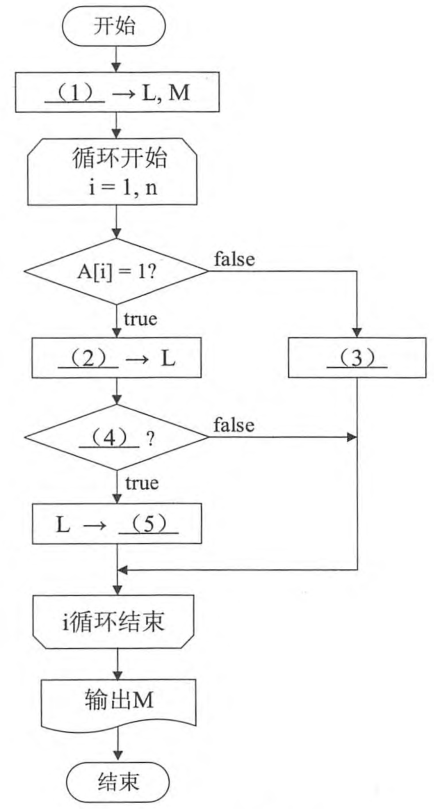 开始
（1） → L, M
循环开始
i = 1, n
A[i] = 1?
false
true
（2） → L
（3）
（4） ?
false
true
L → （5）
i循环结束
输出M
结束